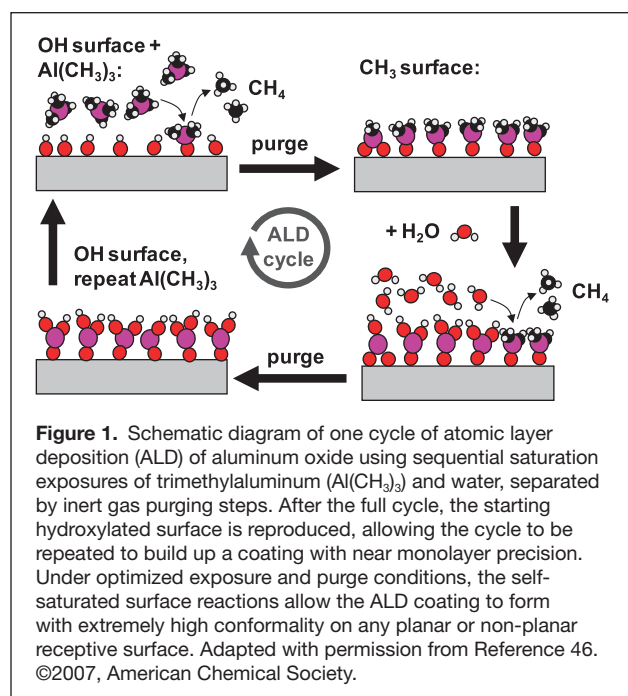 OH surface +
Al(CH₃)₃:
CH₄
CH₃ surface:
purge
+ H₂O
ALD
cycle
OH surface,
repeat Al(CH₃)₃
CH₄
purge
Figure 1. Schematic diagram of one cycle of atomic layer
deposition (ALD) of aluminum oxide using sequential saturation
exposures of trimethylaluminum (Al(CH₃)₃) and water, separated
by inert gas purging steps. After the full cycle, the starting
hydroxylated surface is reproduced, allowing the cycle to be
repeated to build up a coating with near monolayer precision.
Under optimized exposure and purge conditions, the self-
saturated surface reactions allow the ALD coating to form
with extremely high conformality on any planar or non-planar
receptive surface. Adapted with permission from Reference 46.
©2007, American Chemical Society.